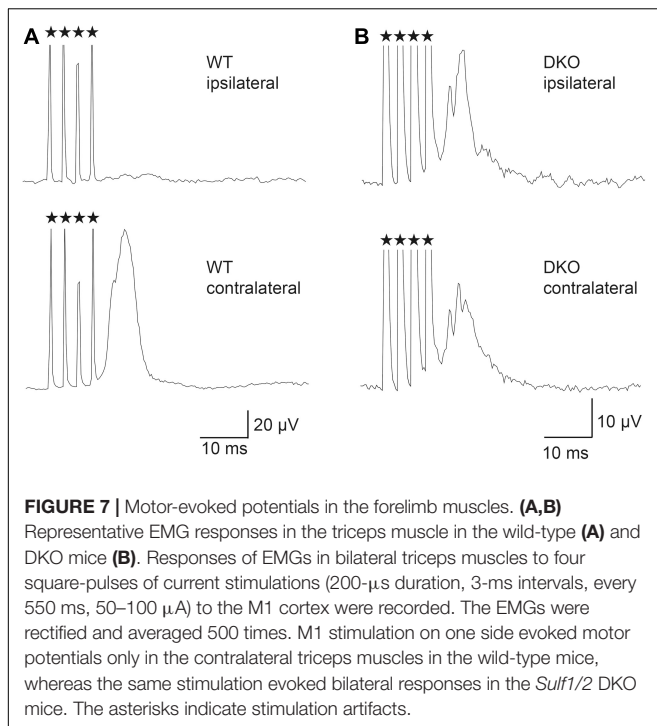 A
★★★★
WT
ipsilateral
★★★★
WT
contralateral
20 μV
10 ms
B
★★★★
DKO
ipsilateral
★★★★
DKO
contralateral
10 μV
10 ms
FIGURE 7 | Motor-evoked potentials in the forelimb muscles. (A,B)
Representative EMG responses in the triceps muscle in the wild-type (A) and
DKO mice (B). Responses of EMGs in bilateral triceps muscles to four
square-pulses of current stimulations (200-μs duration, 3-ms intervals, every
550 ms, 50–100 μA) to the M1 cortex were recorded. The EMGs were
rectified and averaged 500 times. M1 stimulation on one side evoked motor
potentials only in the contralateral triceps muscles in the wild-type mice,
whereas the same stimulation evoked bilateral responses in the Sulf1/2 DKO
mice. The asterisks indicate stimulation artifacts.